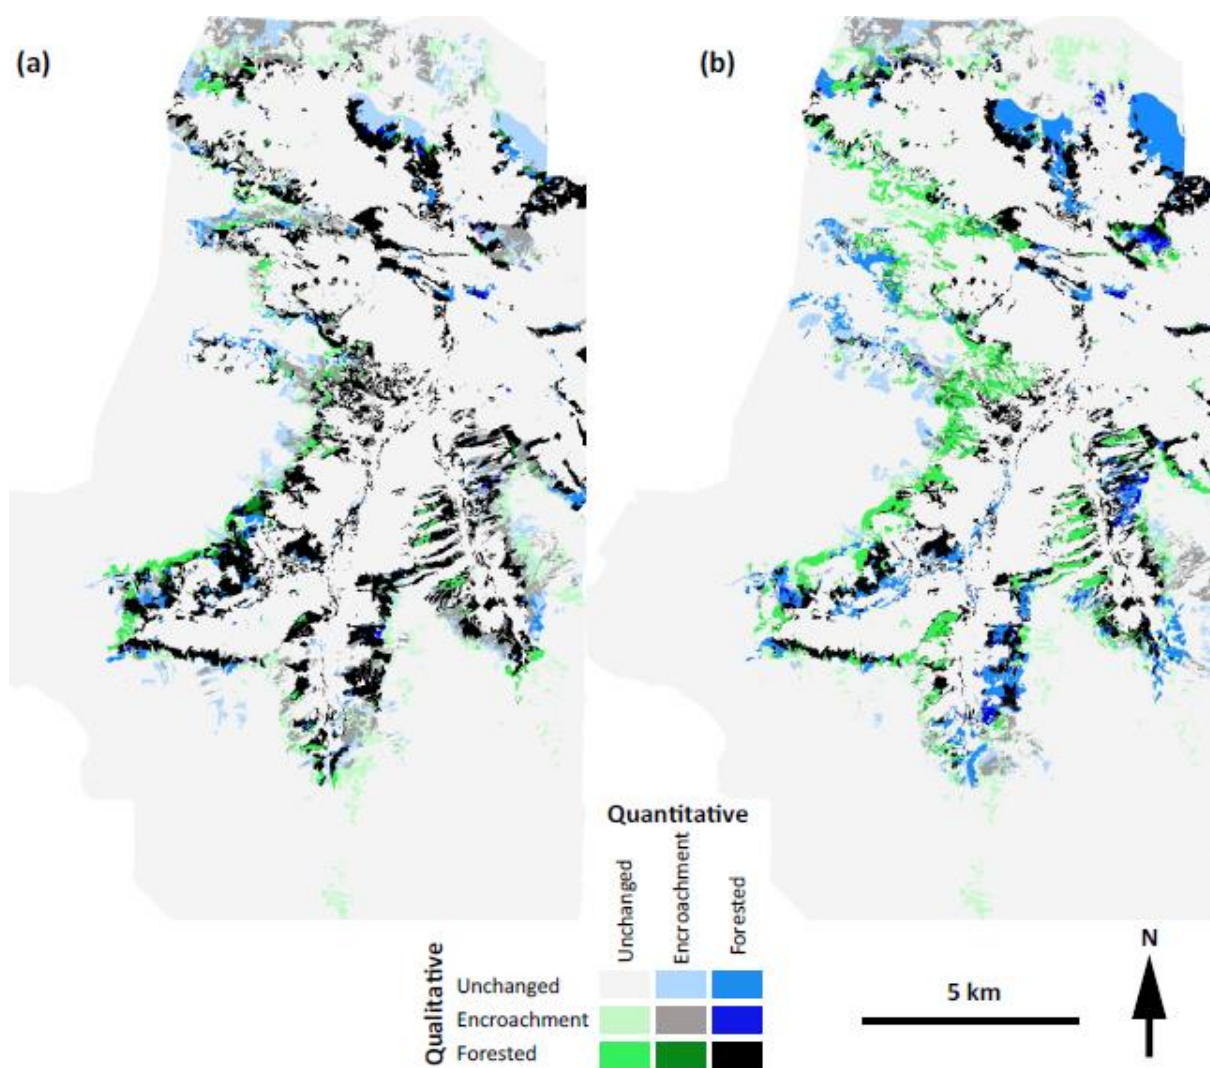 (a)
(b)
Quantitative
Unchanged
Encroachment
Forested
Qualitative
Unchanged
Encroachment
Forested
5 km
N